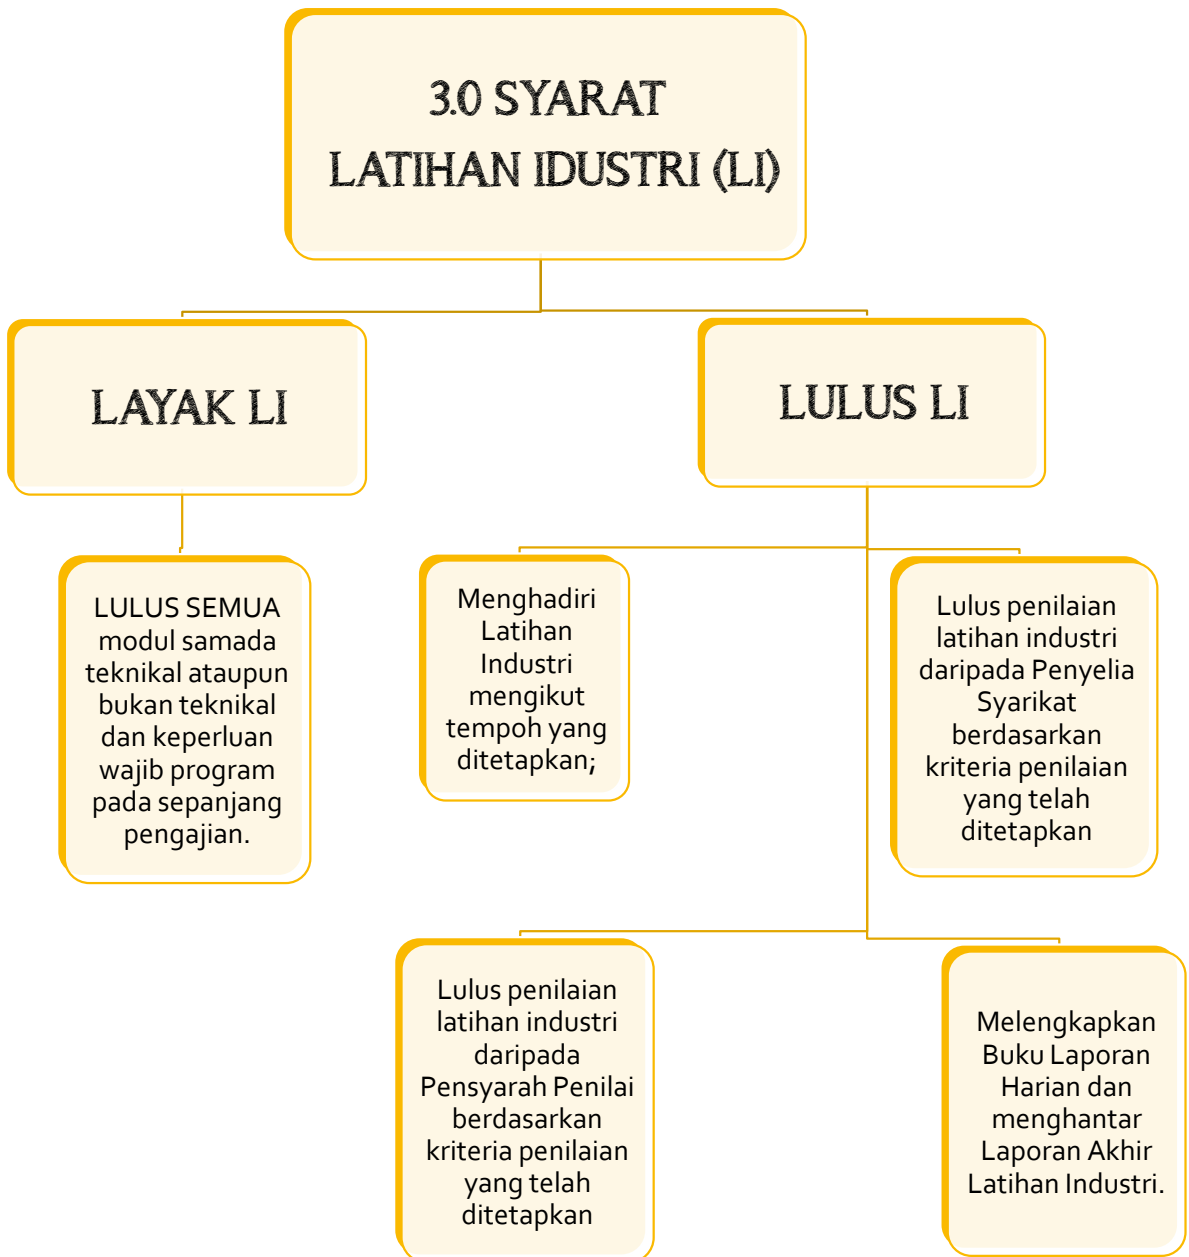 3.0 SYARAT
LATIHAN IDUSTRI (LI)
LAYAK LI
LULUS LI
LULUS SEMUA
modul samada
teknikal ataupun
bukan teknikal
dan keperluan
wajib program
pada sepanjang
pengajian.
Menghadiri
Latihan
Industri
mengikut
tempoh yang
ditetapkan;
Lulus penilaian
latihan industri
daripada Penyelia
Syarikat
berdasarkan
kriteria penilaian
yang telah
ditetapkan
Lulus penilaian
latihan industri
daripada
Pensyarah Penilai
berdasarkan
kriteria penilaian
yang telah
ditetapkan
Melengkapkan
Buku Laporan
Harian dan
menghantar
Laporan Akhir
Latihan Industri.